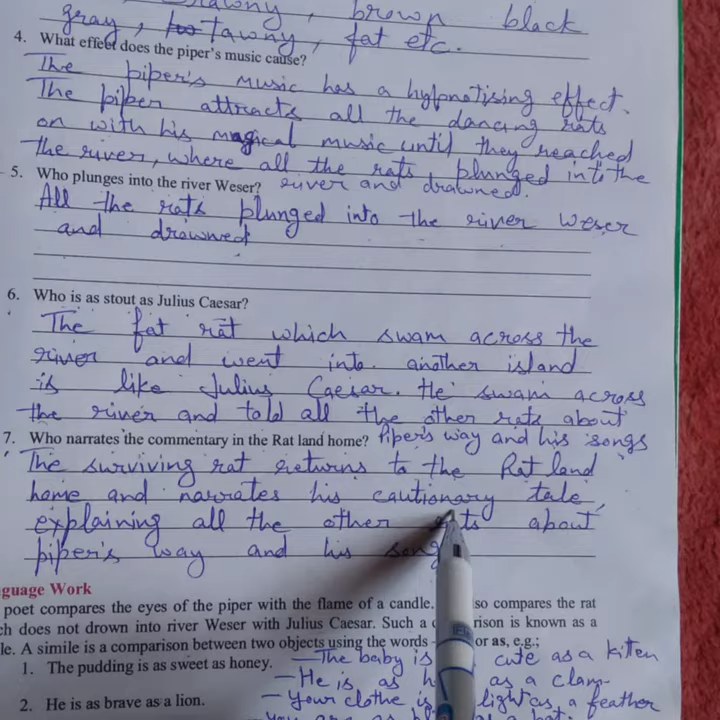 brown black
gray, tawny, fat etc.
4. What effect does the piper's music cause?
The piper's music has a hypnotising effect.
The piper attracts all the dancing rats
on with his magical music until they reached
the river, where all the rats plunged into the
5. Who plunges into the river Weser? river and drawned.
All the rats plunged into the river weser
and drowned
6. Who is as stout as Julius Caesar?
The fat rat which swam across the
river and went into another island
is like Julius Caesar. He swam across
the river and told all the other rats about
7. Who narrates the commentary in the Rat land home? Piper's way and his songs
The surviving rat returns to the Rat land
home and narrates his cautionary tale,
explaining all the other about
piper's way and his
guage Work
poet compares the eyes of the piper with the flame of a candle. so compares the rat
ch does not drown into river Weser with Julius Caesar. Such a rison is known as a
le. A simile is a comparison between two objects using the words - or as, e.g.;
1. The pudding is as sweet as honey. - The baby is cute as a kitten
- He is as as a clam-
2. He is as brave as a lion. - Your clothe is light as a feather